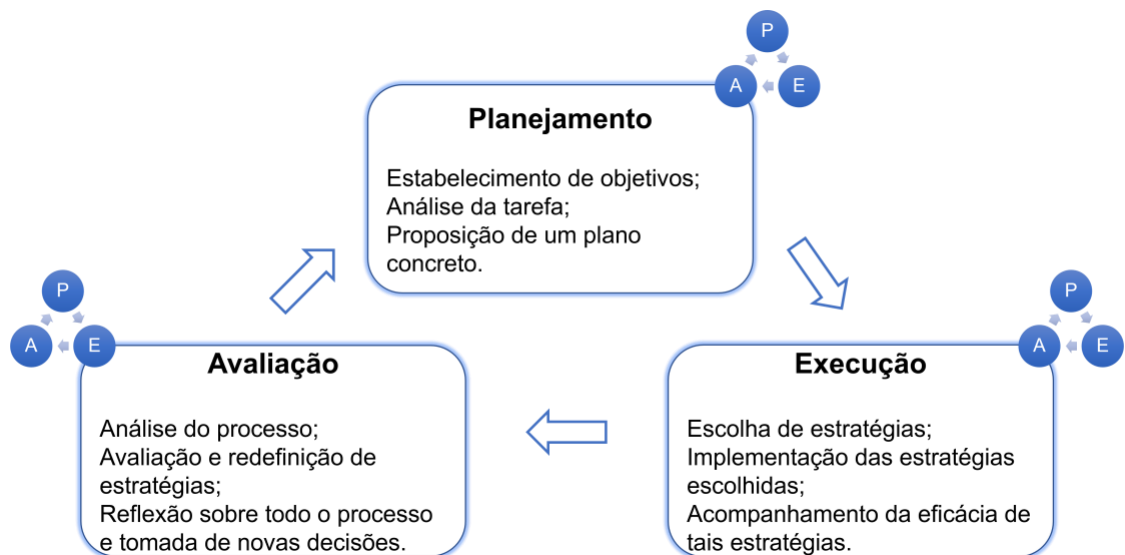 P
A
E
Planejamento
Estabelecimento de objetivos;
Análise da tarefa;
Proposição de um plano
concreto.
P
A
E
Avaliação
Análise do processo;
Avaliação e redefinição de
estratégias;
Reflexão sobre todo o processo
e tomada de novas decisões.
P
A
E
Execução
Escolha de estratégias;
Implementação das estratégias
escolhidas;
Acompanhamento da eficácia de
tais estratégias.